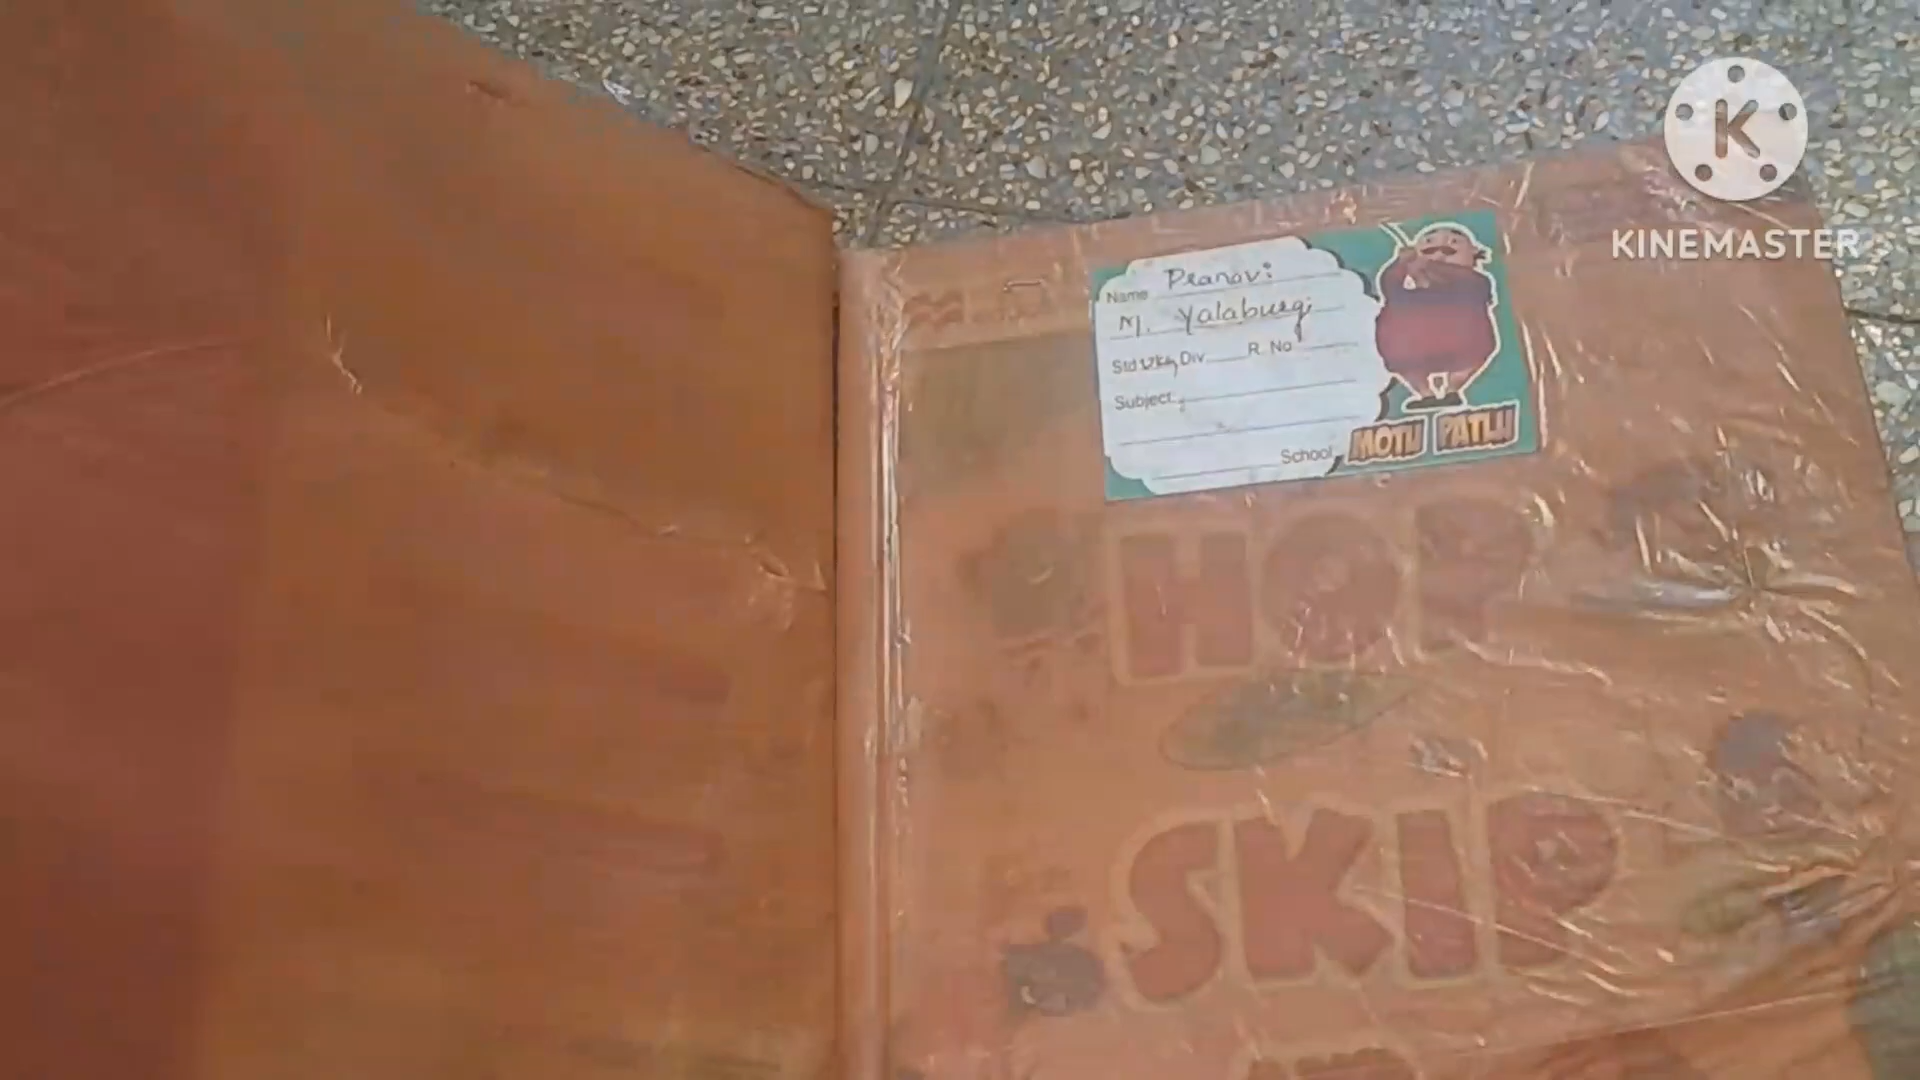 KINEMASTER
Name Pranavi
M. Yalaburgi
Std Ukg Div R. No
Subject
School
MOTU PATLU
HOP
SKIP